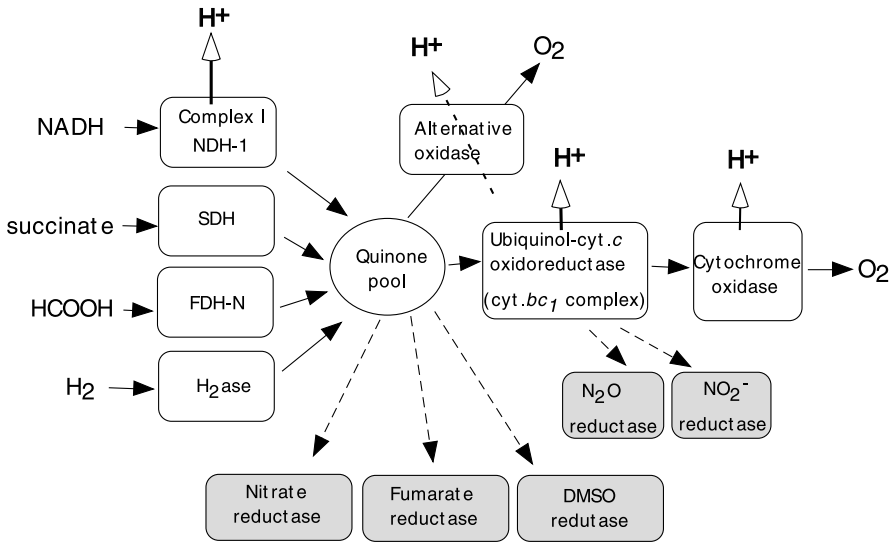 H+
NADH
Complex I
NDH-1
succinate
SDH
HCOOH
FDH-N
H2
H2ase
Quinone
pool
H+
O2
Alternative
oxidase
H+
Ubiquinol-cyt.c
oxidoreductase
(cyt.bc1 complex)
H+
Cytochrome
oxidase
O2
N2O
reductase
NO2-
reductase
Nitrate
reductase
Fumarate
reductase
DMSO
redutase